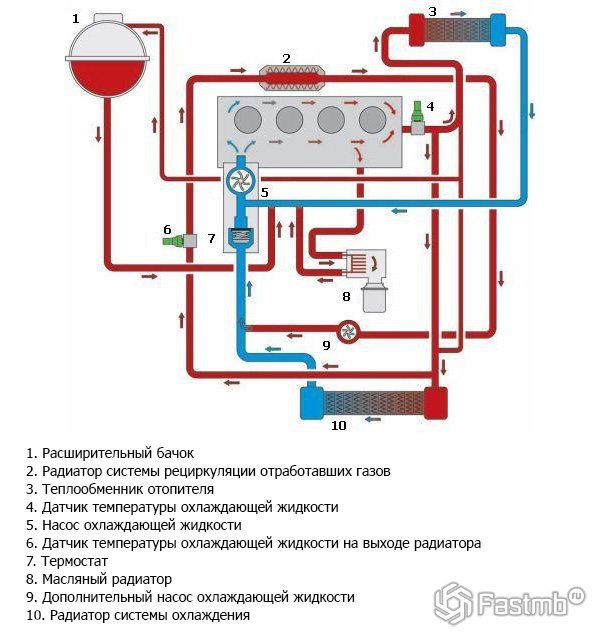 1
2
3
4
5
6
7
8
9
10
1. Расширительный бачок
2. Радиатор системы рециркуляции отработавших газов
3. Теплообменник отопителя
4. Датчик температуры охлаждающей жидкости
5. Насос охлаждающей жидкости
6. Датчик температуры охлаждающей жидкости на выходе радиатора
7. Термостат
8. Масляный радиатор
9. Дополнительный насос охлаждающей жидкости
10. Радиатор системы охлаждения
Fastmb ru